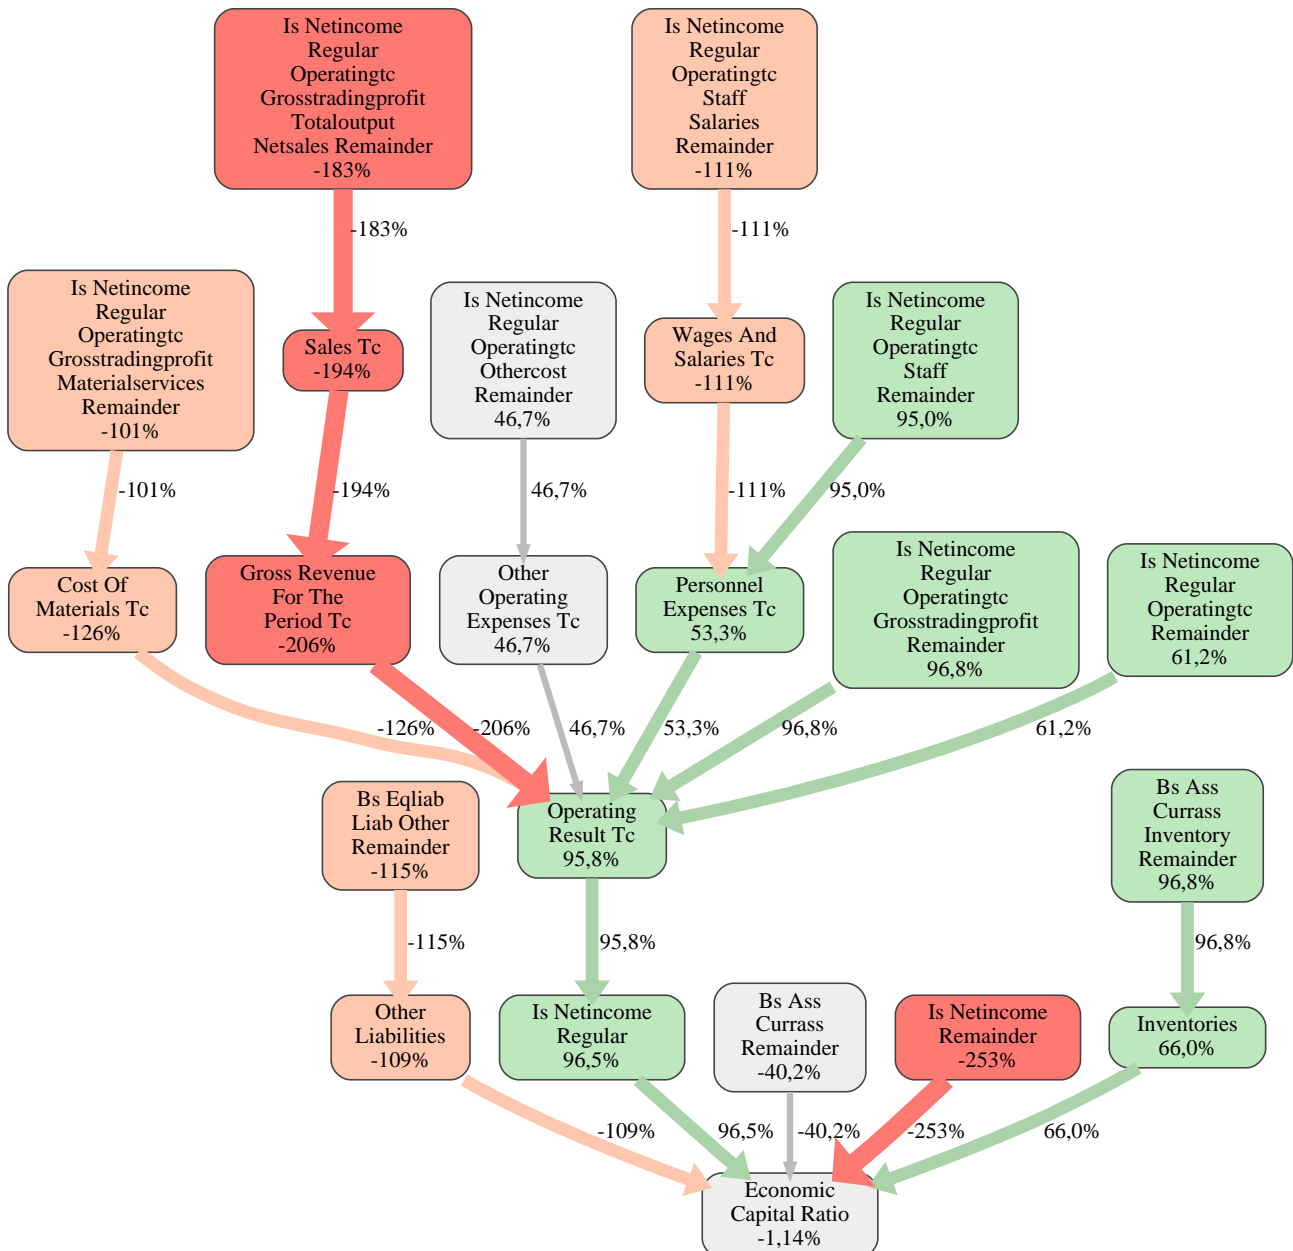 Is Netincome
Regular
Operatingtc
Grosstradingprofit
Totaloutput
Netsales Remainder
-183%
Is Netincome
Regular
Operatingtc
Staff
Salaries
Remainder
-111%
-183%
-111%
Is Netincome
Regular
Operatingtc
Grosstradingprofit
Materialservices
Remainder
-101%
Sales Tc
-194%
Is Netincome
Regular
Operatingtc
Othercost
Remainder
46,7%
Wages And
Salaries Tc
-111%
Is Netincome
Regular
Operatingtc
Staff
Remainder
95,0%
-101%
-194%
46,7%
-111%
95,0%
Cost Of
Materials Tc
-126%
Gross Revenue
For The
Period Tc
-206%
Other
Operating
Expenses Tc
46,7%
Personnel
Expenses Tc
53,3%
Is Netincome
Regular
Operatingtc
Grosstradingprofit
Remainder
96,8%
Is Netincome
Regular
Operatingtc
Remainder
61,2%
-126%
-206%
46,7%
53,3%
96,8%
61,2%
Bs Eqliab
Liab Other
Remainder
-115%
Operating
Result Tc
95,8%
Bs Ass
Currass
Inventory
Remainder
96,8%
-115%
95,8%
96,8%
Other
Liabilities
-109%
Is Netincome
Regular
96,5%
Bs Ass
Currass
Remainder
-40,2%
Is Netincome
Remainder
-253%
Inventories
66,0%
-109%
96,5%
-40,2%
-253%
66,0%
Economic
Capital Ratio
-1,14%